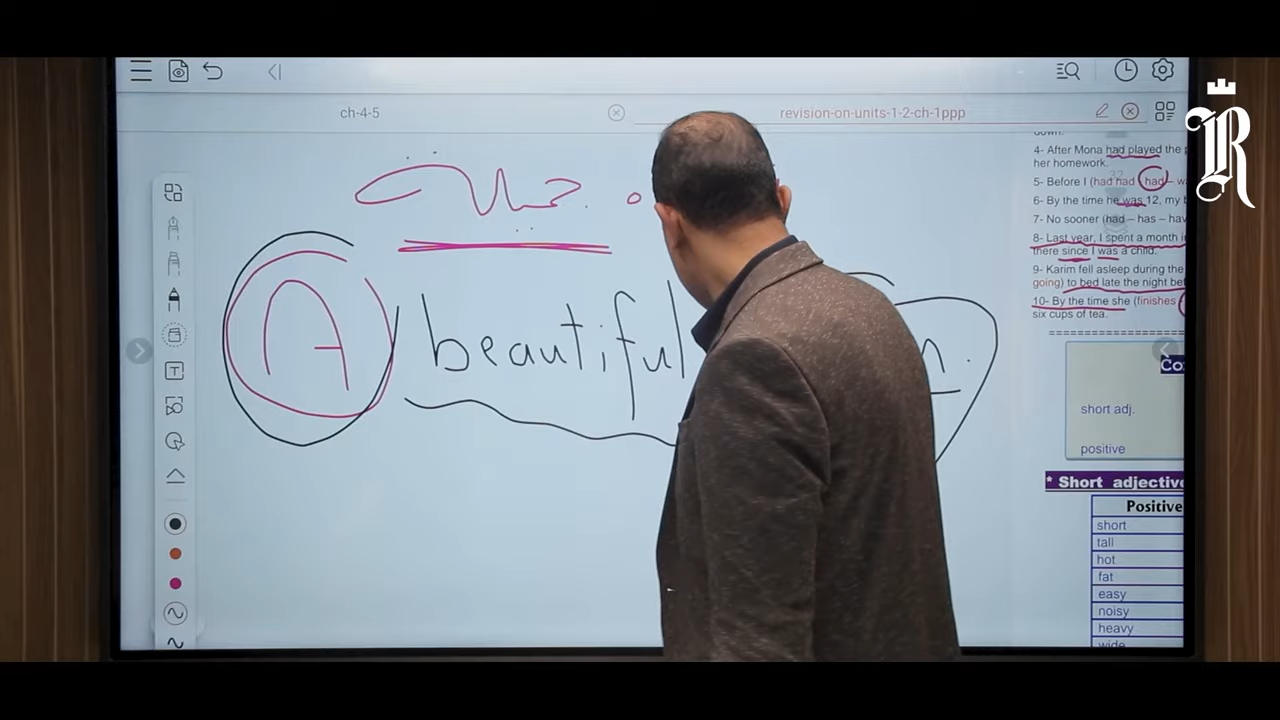 ch-4-5
revision-on-units-1-2-ch-1ppp
A beautiful
down.
4- After Mona had played the
her homework.
5- Before I (had had – had –
6- By the time he was 12, my
7- No sooner (had – has –
8- Last year, I spent a month
there since I was a child.
9- Karim fell asleep during the
going) to bed late the night
10- By the time she (finishes
six cups of tea.
short adj.
positive
* Short
Positive
short
tall
hot
fat
easy
noisy
heavy
wide
R